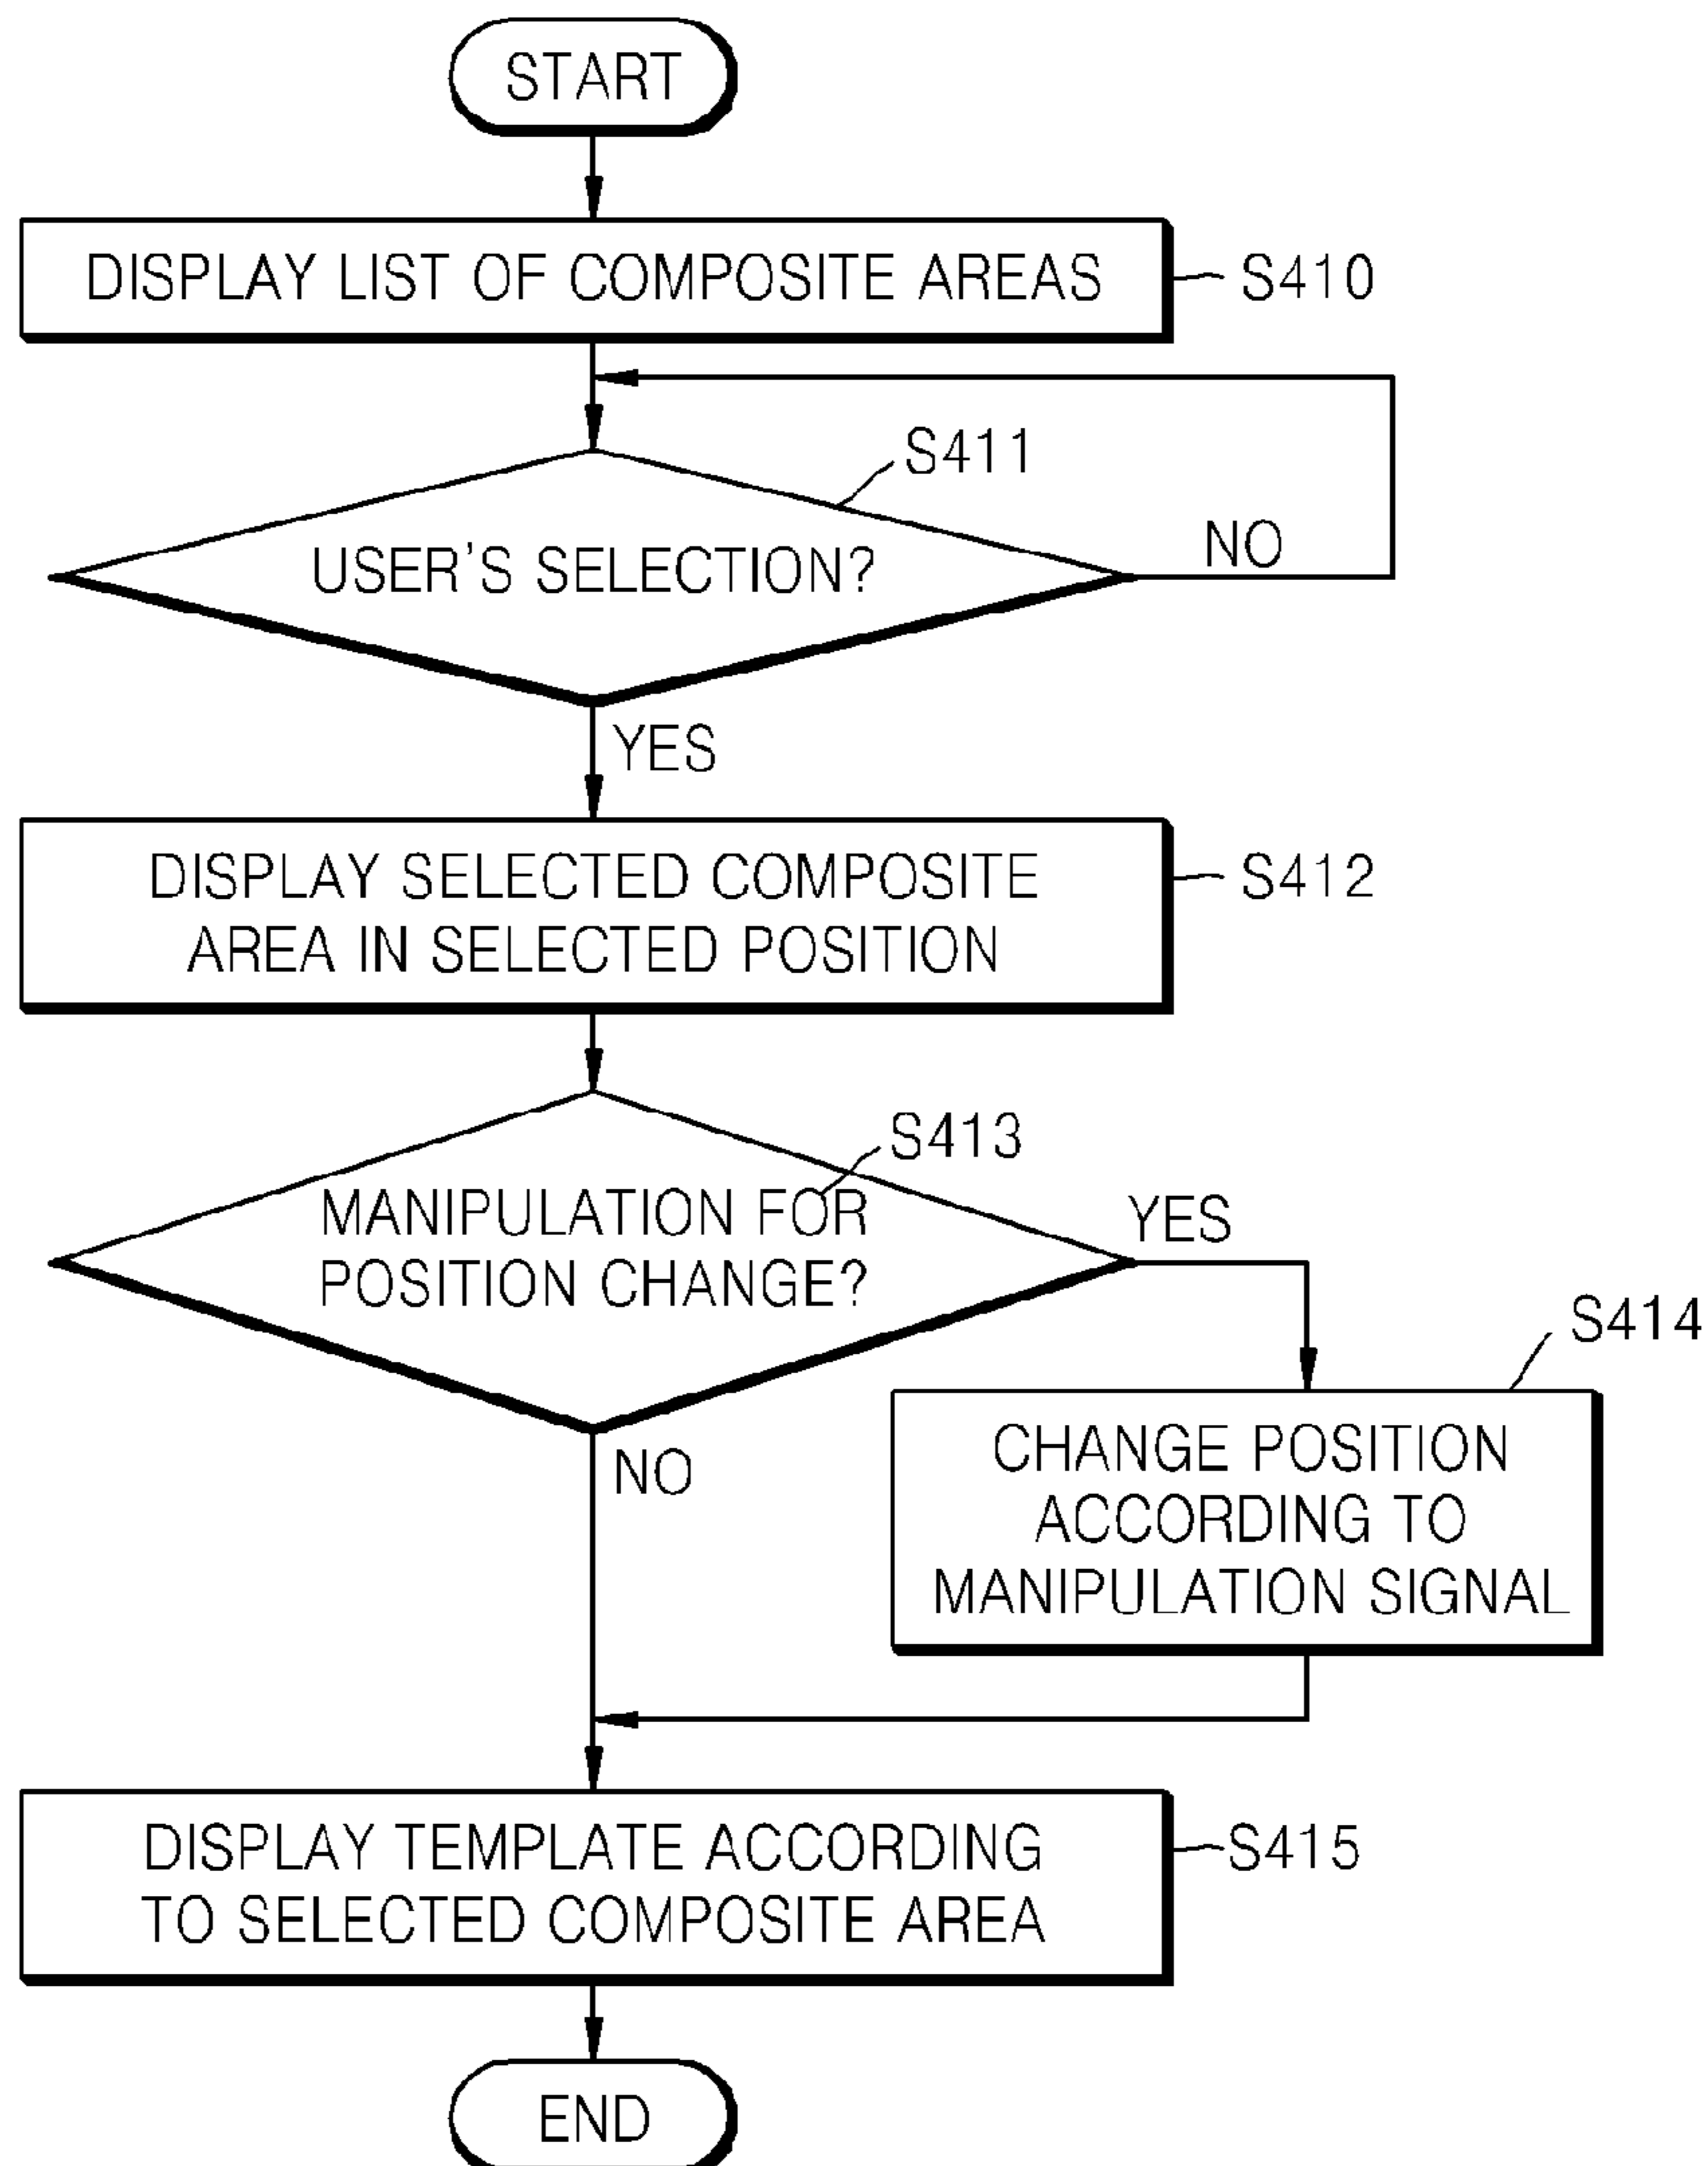 START
DISPLAY LIST OF COMPOSITE AREAS
S410
S411
USER'S SELECTION?
NO
YES
DISPLAY SELECTED COMPOSITE
AREA IN SELECTED POSITION
S412
S413
MANIPULATION FOR
POSITION CHANGE?
YES
NO
S414
CHANGE POSITION
ACCORDING TO
MANIPULATION SIGNAL
DISPLAY TEMPLATE ACCORDING
TO SELECTED COMPOSITE AREA
S415
END